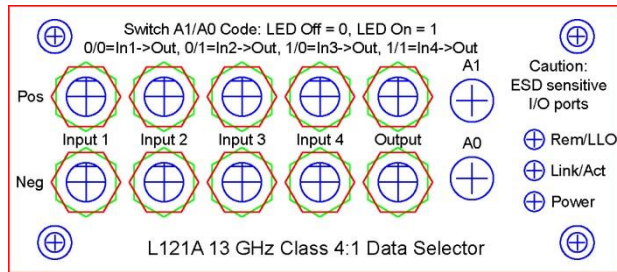 Switch A1/A0 Code: LED Off = 0, LED On = 1
0/0=In1->Out, 0/1=In2->Out, 1/0=In3->Out, 1/1=In4->Out
A1
Caution:
ESD sensitive
I/O ports
Pos
Input 1 Input 2 Input 3 Input 4 Output
A0
Rem/LLO
Link/Act
Power
Neg
L121A 13 GHz Class 4:1 Data Selector